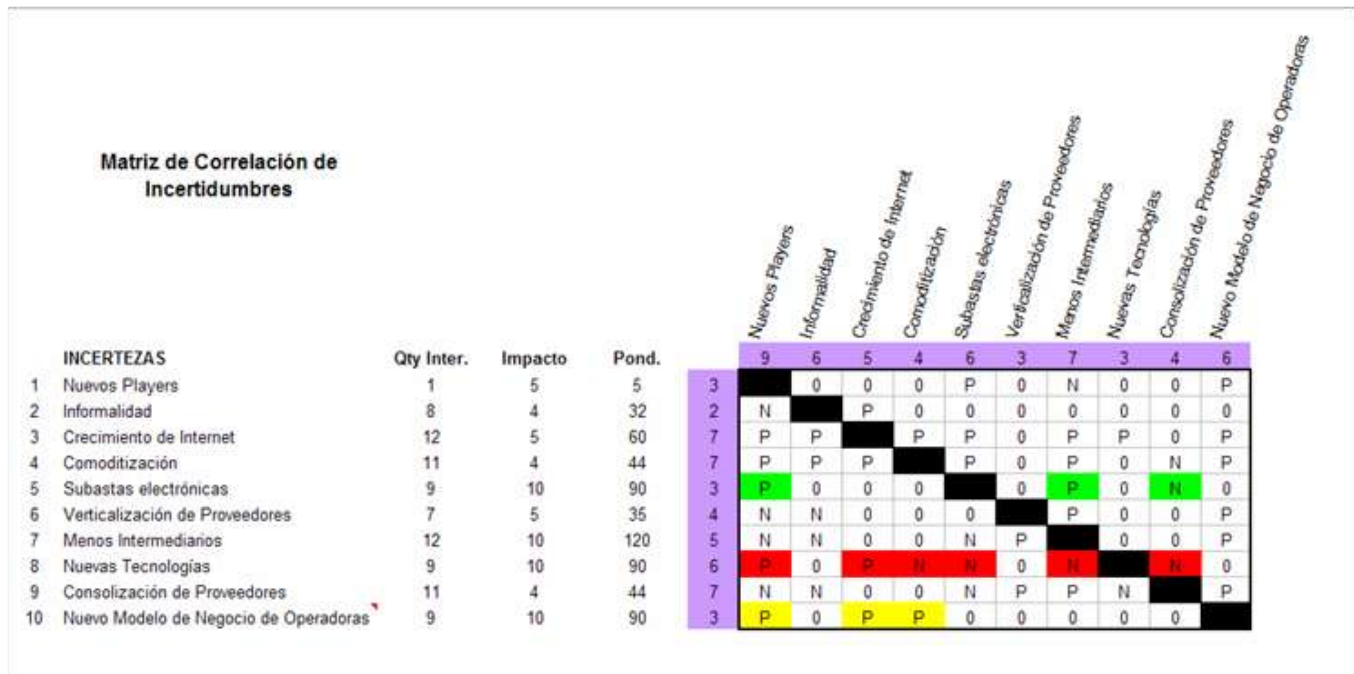 Matriz de Correlación de
Incertidumbres
Nuevos Players
Informalidad
Crecimiento de Internet
Comoditización
Subastas electrónicas
Verticalización de Proveedores
Menos Intermediarios
Nuevas Tecnologías
Consolización de Proveedores
Nuevo Modelo de Negocio de Operadoras
INCERTEZAS Qty Inter. Impacto Pond. 9 6 5 4 6 3 7 3 4 6
1 Nuevos Players 1 5 5 3 0 0 0 P 0 N 0 0 P
2 Informalidad 8 4 32 2 N P 0 0 0 0 0 0 0
3 Crecimiento de Internet 12 5 60 7 P P P P 0 P P 0 P
4 Comoditización 11 4 44 7 P P P P 0 P 0 N P
5 Subastas electrónicas 9 10 90 3 P 0 0 0 0 P 0 N 0
6 Verticalización de Proveedores 7 5 35 4 N N 0 0 0 P 0 0 P
7 Menos Intermediarios 12 10 120 5 N N 0 0 N P 0 0 P
8 Nuevas Tecnologías 9 10 90 6 P 0 P N N 0 N N 0
9 Consolización de Proveedores 11 4 44 7 N N 0 0 N P P N P
10 Nuevo Modelo de Negocio de Operadoras 9 10 90 3 P 0 P P 0 0 0 0 0